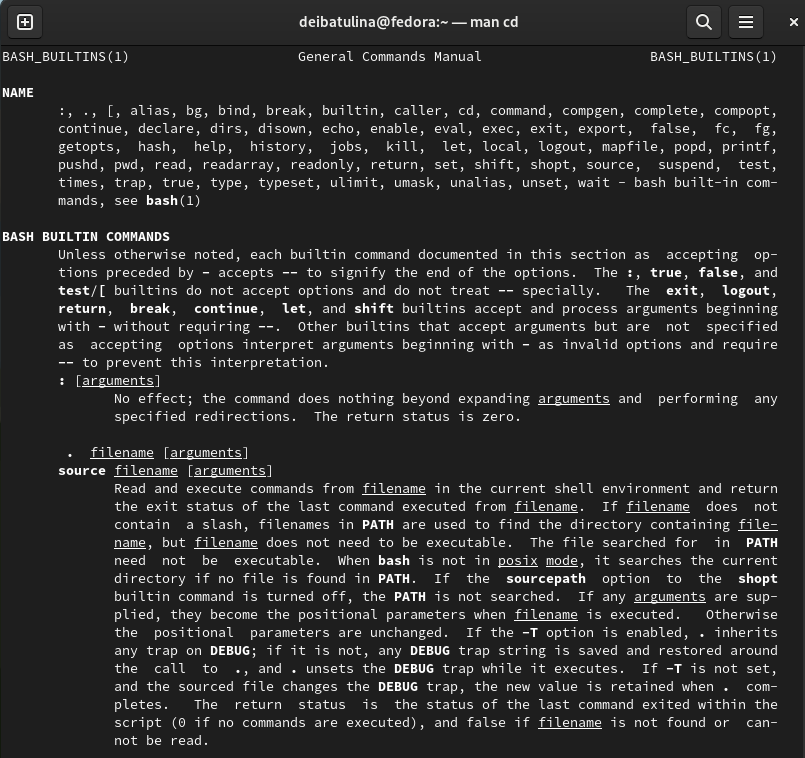 deibatulina@fedora:~ — man cd
BASH_BUILTINS(1) General Commands Manual BASH_BUILTINS(1)
NAME
:, ., [, alias, bg, bind, break, builtin, caller, cd, command, compgen, complete, compopt,
continue, declare, dirs, disown, echo, enable, eval, exec, exit, export, false, fc, fg,
getopts, hash, help, history, jobs, kill, let, local, logout, mapfile, popd, printf,
pushd, pwd, read, readarray, readonly, return, set, shift, shopt, source, suspend, test,
times, trap, true, type, typeset, ulimit, umask, unalias, unset, wait - bash built-in com-
mands, see bash(1)
BASH BUILTIN COMMANDS
Unless otherwise noted, each builtin command documented in this section as accepting op-
tions preceded by - accepts -- to signify the end of the options. The :, true, false, and
test/[ builtins do not accept options and do not treat -- specially. The exit, logout,
return, break, continue, let, and shift builtins accept and process arguments beginning
with - without requiring --. Other builtins that accept arguments but are not specified
as accepting options interpret arguments beginning with - as invalid options and require
-- to prevent this interpretation.
: [arguments]
No effect; the command does nothing beyond expanding arguments and performing any
specified redirections. The return status is zero.
. filename [arguments]
source filename [arguments]
Read and execute commands from filename in the current shell environment and return
the exit status of the last command executed from filename. If filename does not
contain a slash, filenames in PATH are used to find the directory containing file-
name, but filename does not need to be executable. The file searched for in PATH
need not be executable. When bash is not in posix mode, it searches the current
directory if no file is found in PATH. If the sourcepath option to the shopt
builtin command is turned off, the PATH is not searched. If any arguments are sup-
plied, they become the positional parameters when filename is executed. Otherwise
the positional parameters are unchanged. If the -T option is enabled, . inherits
any trap on DEBUG; if it is not, any DEBUG trap string is saved and restored around
the call to ., and . unsets the DEBUG trap while it executes. If -T is not set,
and the sourced file changes the DEBUG trap, the new value is retained when . com-
pletes. The return status is the status of the last command exited within the
script (0 if no commands are executed), and false if filename is not found or can-
not be read.